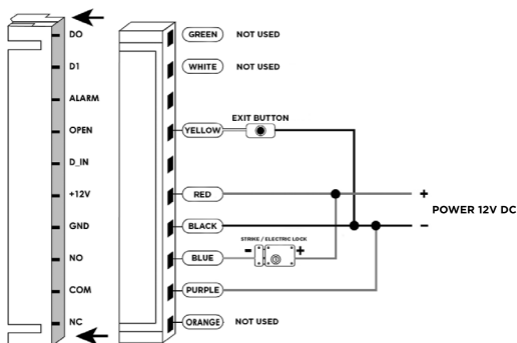 DO
GREEN NOT USED
D1
WHITE NOT USED
ALARM
EXIT BUTTON
OPEN
YELLOW
D_IN
+12V
RED
+
POWER 12V DC
GND
BLACK
-
STRIKE / ELECTRIC LOCK
NO
BLUE
- +
COM
PURPLE
NC
ORANGE NOT USED